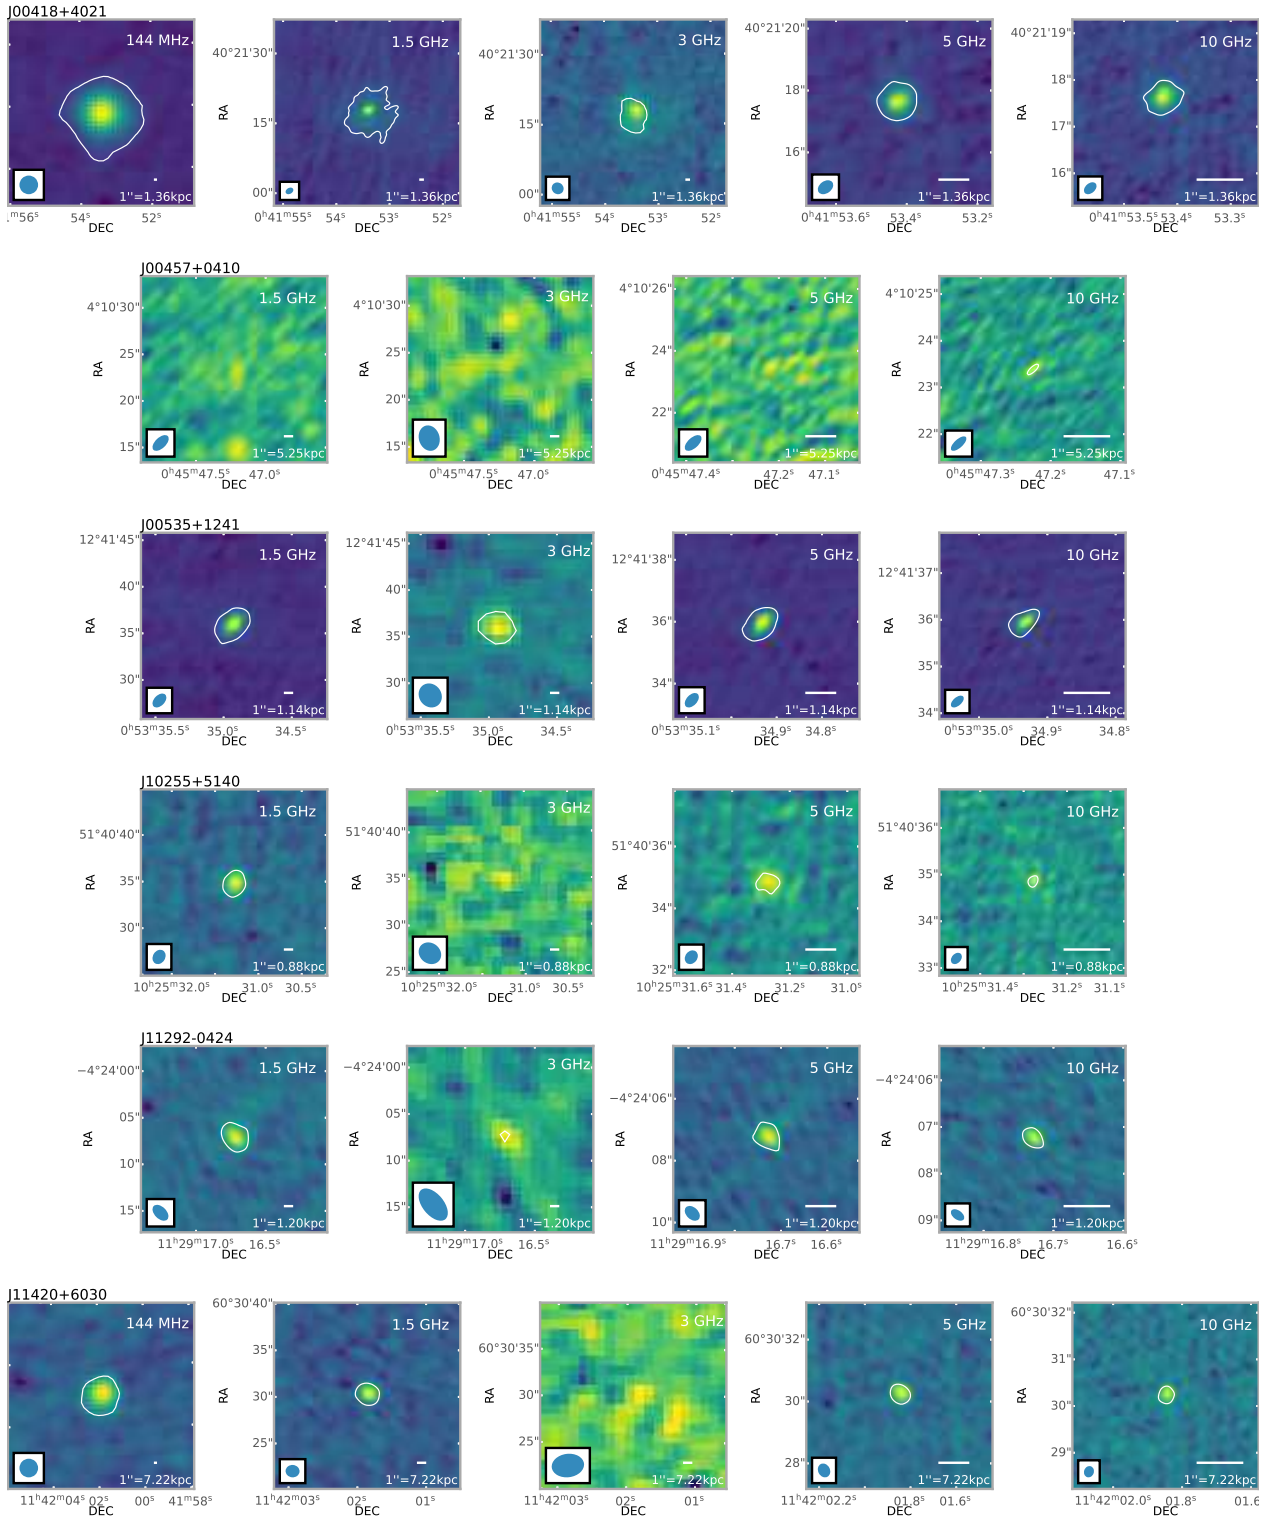 J00418+4021
144 MHz
1.5 GHz
3 GHz
5 GHz
10 GHz
40°21'30"
15"
00"
40°21'30"
15"
00"
40°21'20"
18"
16"
40°21'19"
18"
17"
16"
RA
RA
RA
RA
1''=1.36kpc
1''=1.36kpc
1''=1.36kpc
1''=1.36kpc
1''=1.36kpc
:ᵐ56ˢ 54ˢ 52ˢ
0ʰ41ᵐ55ˢ 54ˢ 53ˢ 52ˢ
0ʰ41ᵐ55ˢ 54ˢ 53ˢ 52ˢ
0ʰ41ᵐ53.6ˢ 53.4ˢ 53.2ˢ
0ʰ41ᵐ53.5ˢ 53.4ˢ 53.3ˢ
DEC
DEC
DEC
DEC
DEC
J00457+0410
1.5 GHz
3 GHz
5 GHz
10 GHz
4°10'30"
25"
20"
15"
4°10'30"
25"
20"
15"
4°10'26"
24"
22"
4°10'25"
24"
23"
22"
RA
RA
RA
RA
1''=5.25kpc
1''=5.25kpc
1''=5.25kpc
1''=5.25kpc
0ʰ45ᵐ47.5ˢ 47.0ˢ
0ʰ45ᵐ47.5ˢ 47.0ˢ
0ʰ45ᵐ47.4ˢ 47.2ˢ 47.1ˢ
0ʰ45ᵐ47.3ˢ 47.2ˢ 47.1ˢ
DEC
DEC
DEC
DEC
J00535+1241
1.5 GHz
3 GHz
5 GHz
10 GHz
12°41'45"
40"
35"
30"
12°41'45"
40"
35"
30"
12°41'38"
36"
34"
12°41'37"
36"
35"
34"
RA
RA
RA
RA
1''=1.14kpc
1''=1.14kpc
1''=1.14kpc
1''=1.14kpc
0ʰ53ᵐ35.5ˢ 35.0ˢ 34.5ˢ
0ʰ53ᵐ35.5ˢ 35.0ˢ 34.5ˢ
0ʰ53ᵐ35.1ˢ 34.9ˢ 34.8ˢ
0ʰ53ᵐ35.0ˢ 34.9ˢ 34.8ˢ
DEC
DEC
DEC
DEC
J10255+5140
1.5 GHz
3 GHz
5 GHz
10 GHz
51°40'40"
35"
30"
51°40'40"
35"
30"
25"
51°40'36"
34"
32"
51°40'36"
35"
34"
33"
RA
RA
RA
RA
1''=0.88kpc
1''=0.88kpc
1''=0.88kpc
1''=0.88kpc
10ʰ25ᵐ32.0ˢ 31.0ˢ 30.5ˢ
10ʰ25ᵐ32.0ˢ 31.0ˢ 30.5ˢ
10ʰ25ᵐ31.6ˢ 31.4ˢ 31.2ˢ 31.0ˢ
10ʰ25ᵐ31.4ˢ 31.2ˢ 31.1ˢ
DEC
DEC
DEC
DEC
J11292-0424
1.5 GHz
3 GHz
5 GHz
10 GHz
−4°24'00"
05"
10"
15"
−4°24'00"
05"
10"
15"
−4°24'06"
08"
10"
−4°24'06"
07"
08"
09"
RA
RA
RA
RA
1''=1.20kpc
1''=1.20kpc
1''=1.20kpc
1''=1.20kpc
11ʰ29ᵐ17.0ˢ 16.5ˢ
11ʰ29ᵐ17.0ˢ 16.5ˢ
11ʰ29ᵐ16.9ˢ 16.7ˢ 16.6ˢ
11ʰ29ᵐ16.8ˢ 16.7ˢ 16.6ˢ
DEC
DEC
DEC
DEC
J11420+6030
144 MHz
1.5 GHz
3 GHz
5 GHz
10 GHz
60°30'40"
35"
30"
25"
60°30'35"
30"
25"
60°30'32"
30"
28"
60°30'32"
31"
30"
29"
RA
RA
RA
RA
1''=7.22kpc
1''=7.22kpc
1''=7.22kpc
1''=7.22kpc
1''=7.22kpc
11ʰ42ᵐ04ˢ 02ˢ 00ˢ 41ᵐ58ˢ
11ʰ42ᵐ03ˢ 02ˢ 01ˢ
11ʰ42ᵐ03ˢ 02ˢ 01ˢ
11ʰ42ᵐ02.2ˢ 01.8ˢ 01.6ˢ
11ʰ42ᵐ02.0ˢ 01.8ˢ 01.6
DEC
DEC
DEC
DEC
DEC